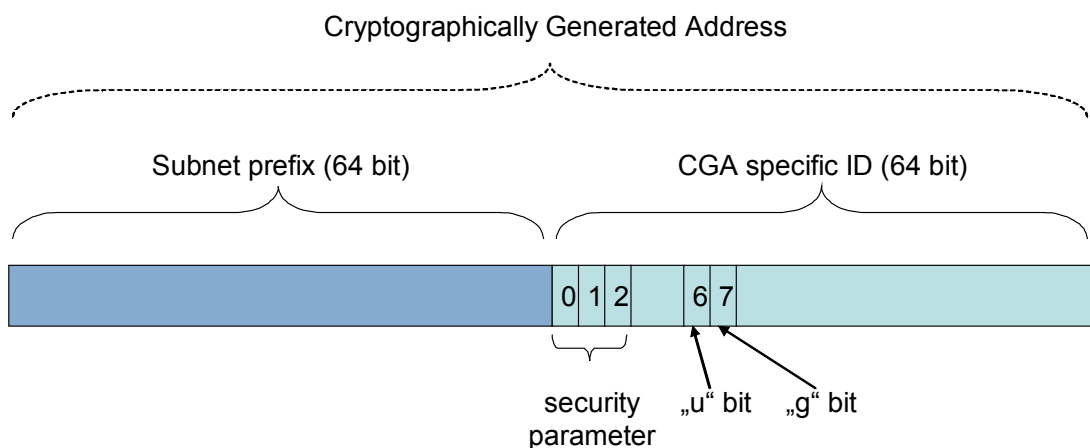 Cryptographically Generated Address
Subnet prefix (64 bit)
CGA specific ID (64 bit)
0 1 2 6 7
security
parameter
„u“ bit
„g“ bit